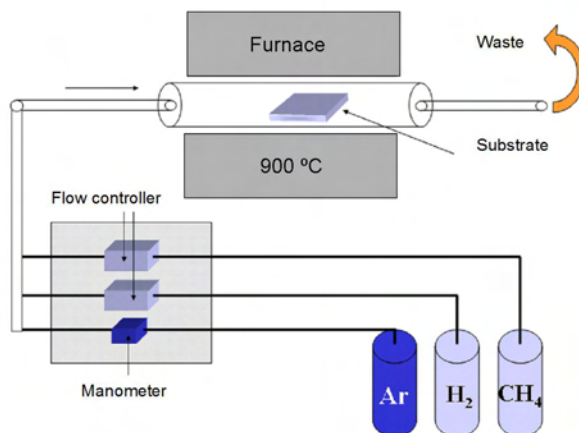 Furnace
Waste
Substrate
900 ºC
Flow controller
Manometer
Ar
H₂
CH₄